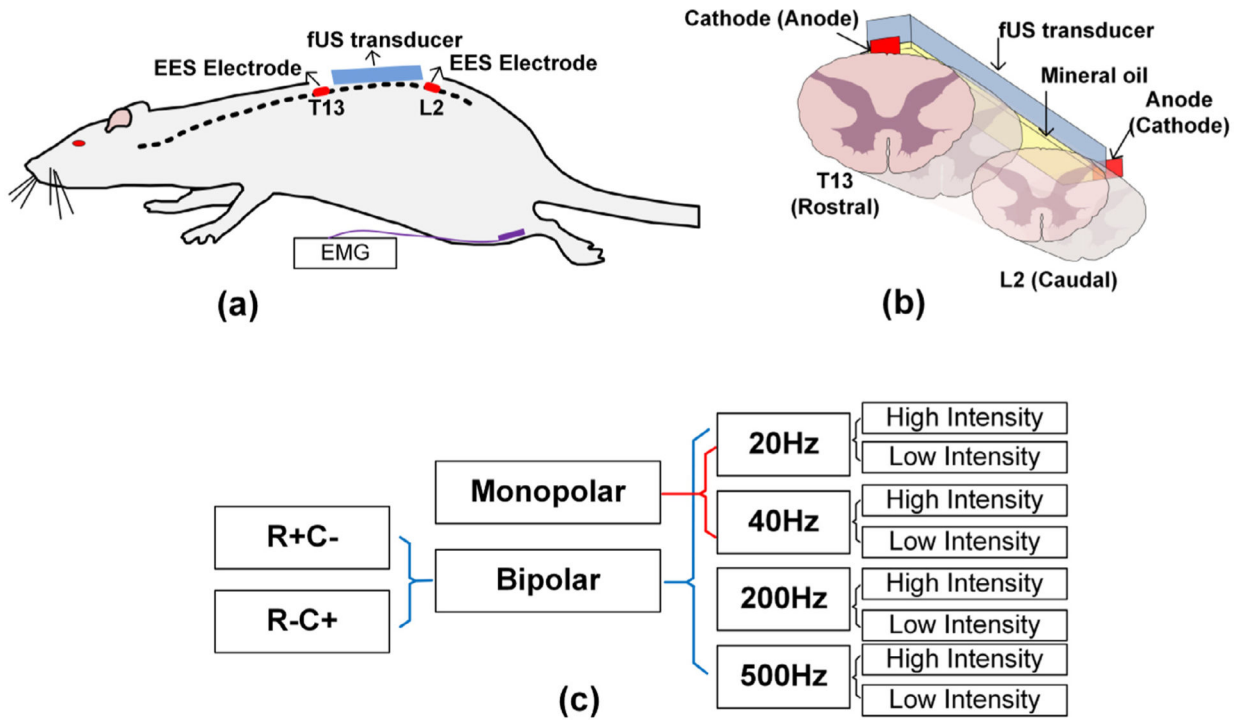 fUS transducer
EES Electrode
EES Electrode
T13
L2
EMG
(a)
Cathode (Anode)
fUS transducer
Mineral oil
Anode
(Cathode)
T13
(Rostral)
L2 (Caudal)
(b)
R+C-
R-C+
Monopolar
Bipolar
20Hz
High Intensity
Low Intensity
40Hz
High Intensity
Low Intensity
200Hz
High Intensity
Low Intensity
500Hz
High Intensity
Low Intensity
(c)